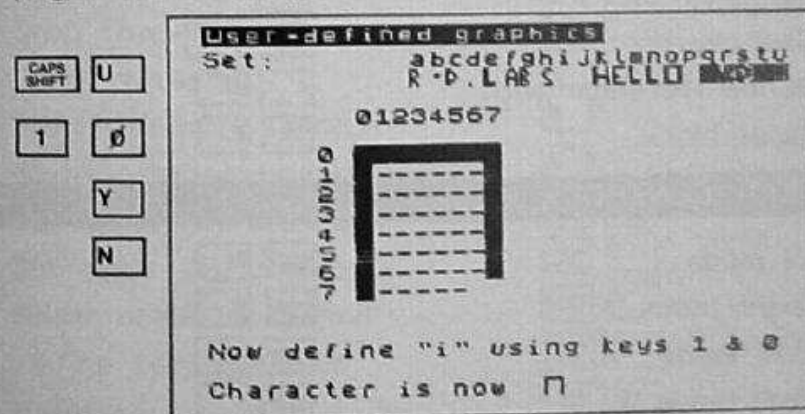 User-defined graphics
CAPS SHIFT U
Set: abcdefghijklmnopqrstu
R.D.LABS HELLO
1 0
01234567
0
1
2
3
4
5
6
7
Y
N
Now define "i" using keys 1 & 0
Character is now